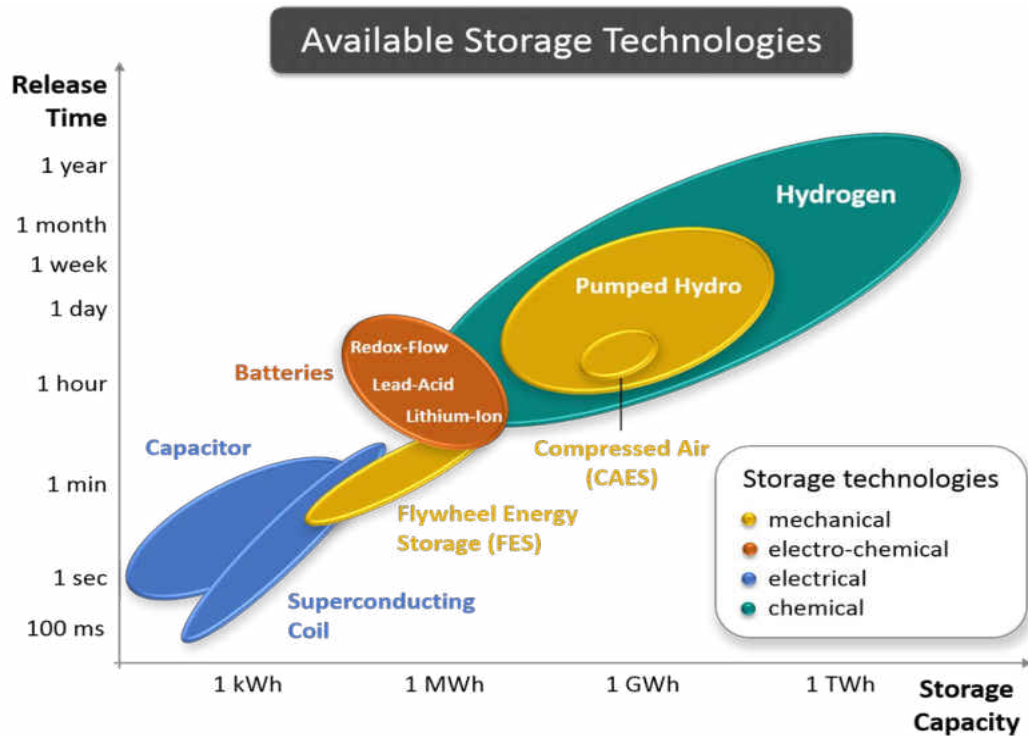 Available Storage Technologies
Release
Time
1 year
1 month
1 week
1 day
1 hour
1 min
1 sec
100 ms
Hydrogen
Pumped Hydro
Redox-Flow
Lead-Acid
Lithium-Ion
Batteries
Compressed Air
(CAES)
Capacitor
Flywheel Energy
Storage (FES)
Superconducting
Coil
Storage technologies
mechanical
electro-chemical
electrical
chemical
1 kWh
1 MWh
1 GWh
1 TWh
Storage
Capacity